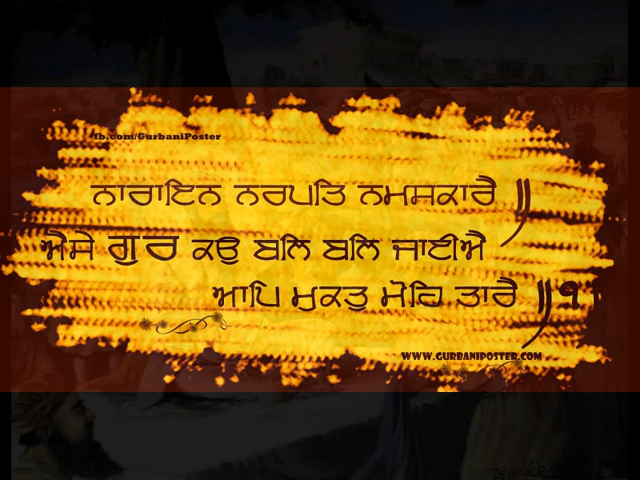 fb.com/GurbaniPoster
ਨਾਰਾਇਨ ਨਰਪਤਿ ਨਮਸਕਾਰੈ ॥
ਐਸੇ ਗੁਰ ਕਉ ਬਲਿ ਬਲਿ ਜਾਈਐ
ਆਪਿ ਮੁਕਤੁ ਮੋਹਿ ਤਾਰੈ ॥੧
WWW.GURBANIPOSTER.COM